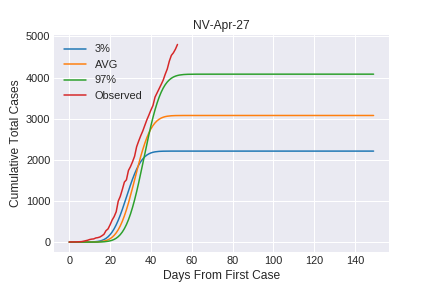 NV-Apr-27
Cumulative Total Cases
5000
4000
3000
2000
1000
0
3%
AVG
97%
Observed
0 20 40 60 80 100 120 140
Days From First Case